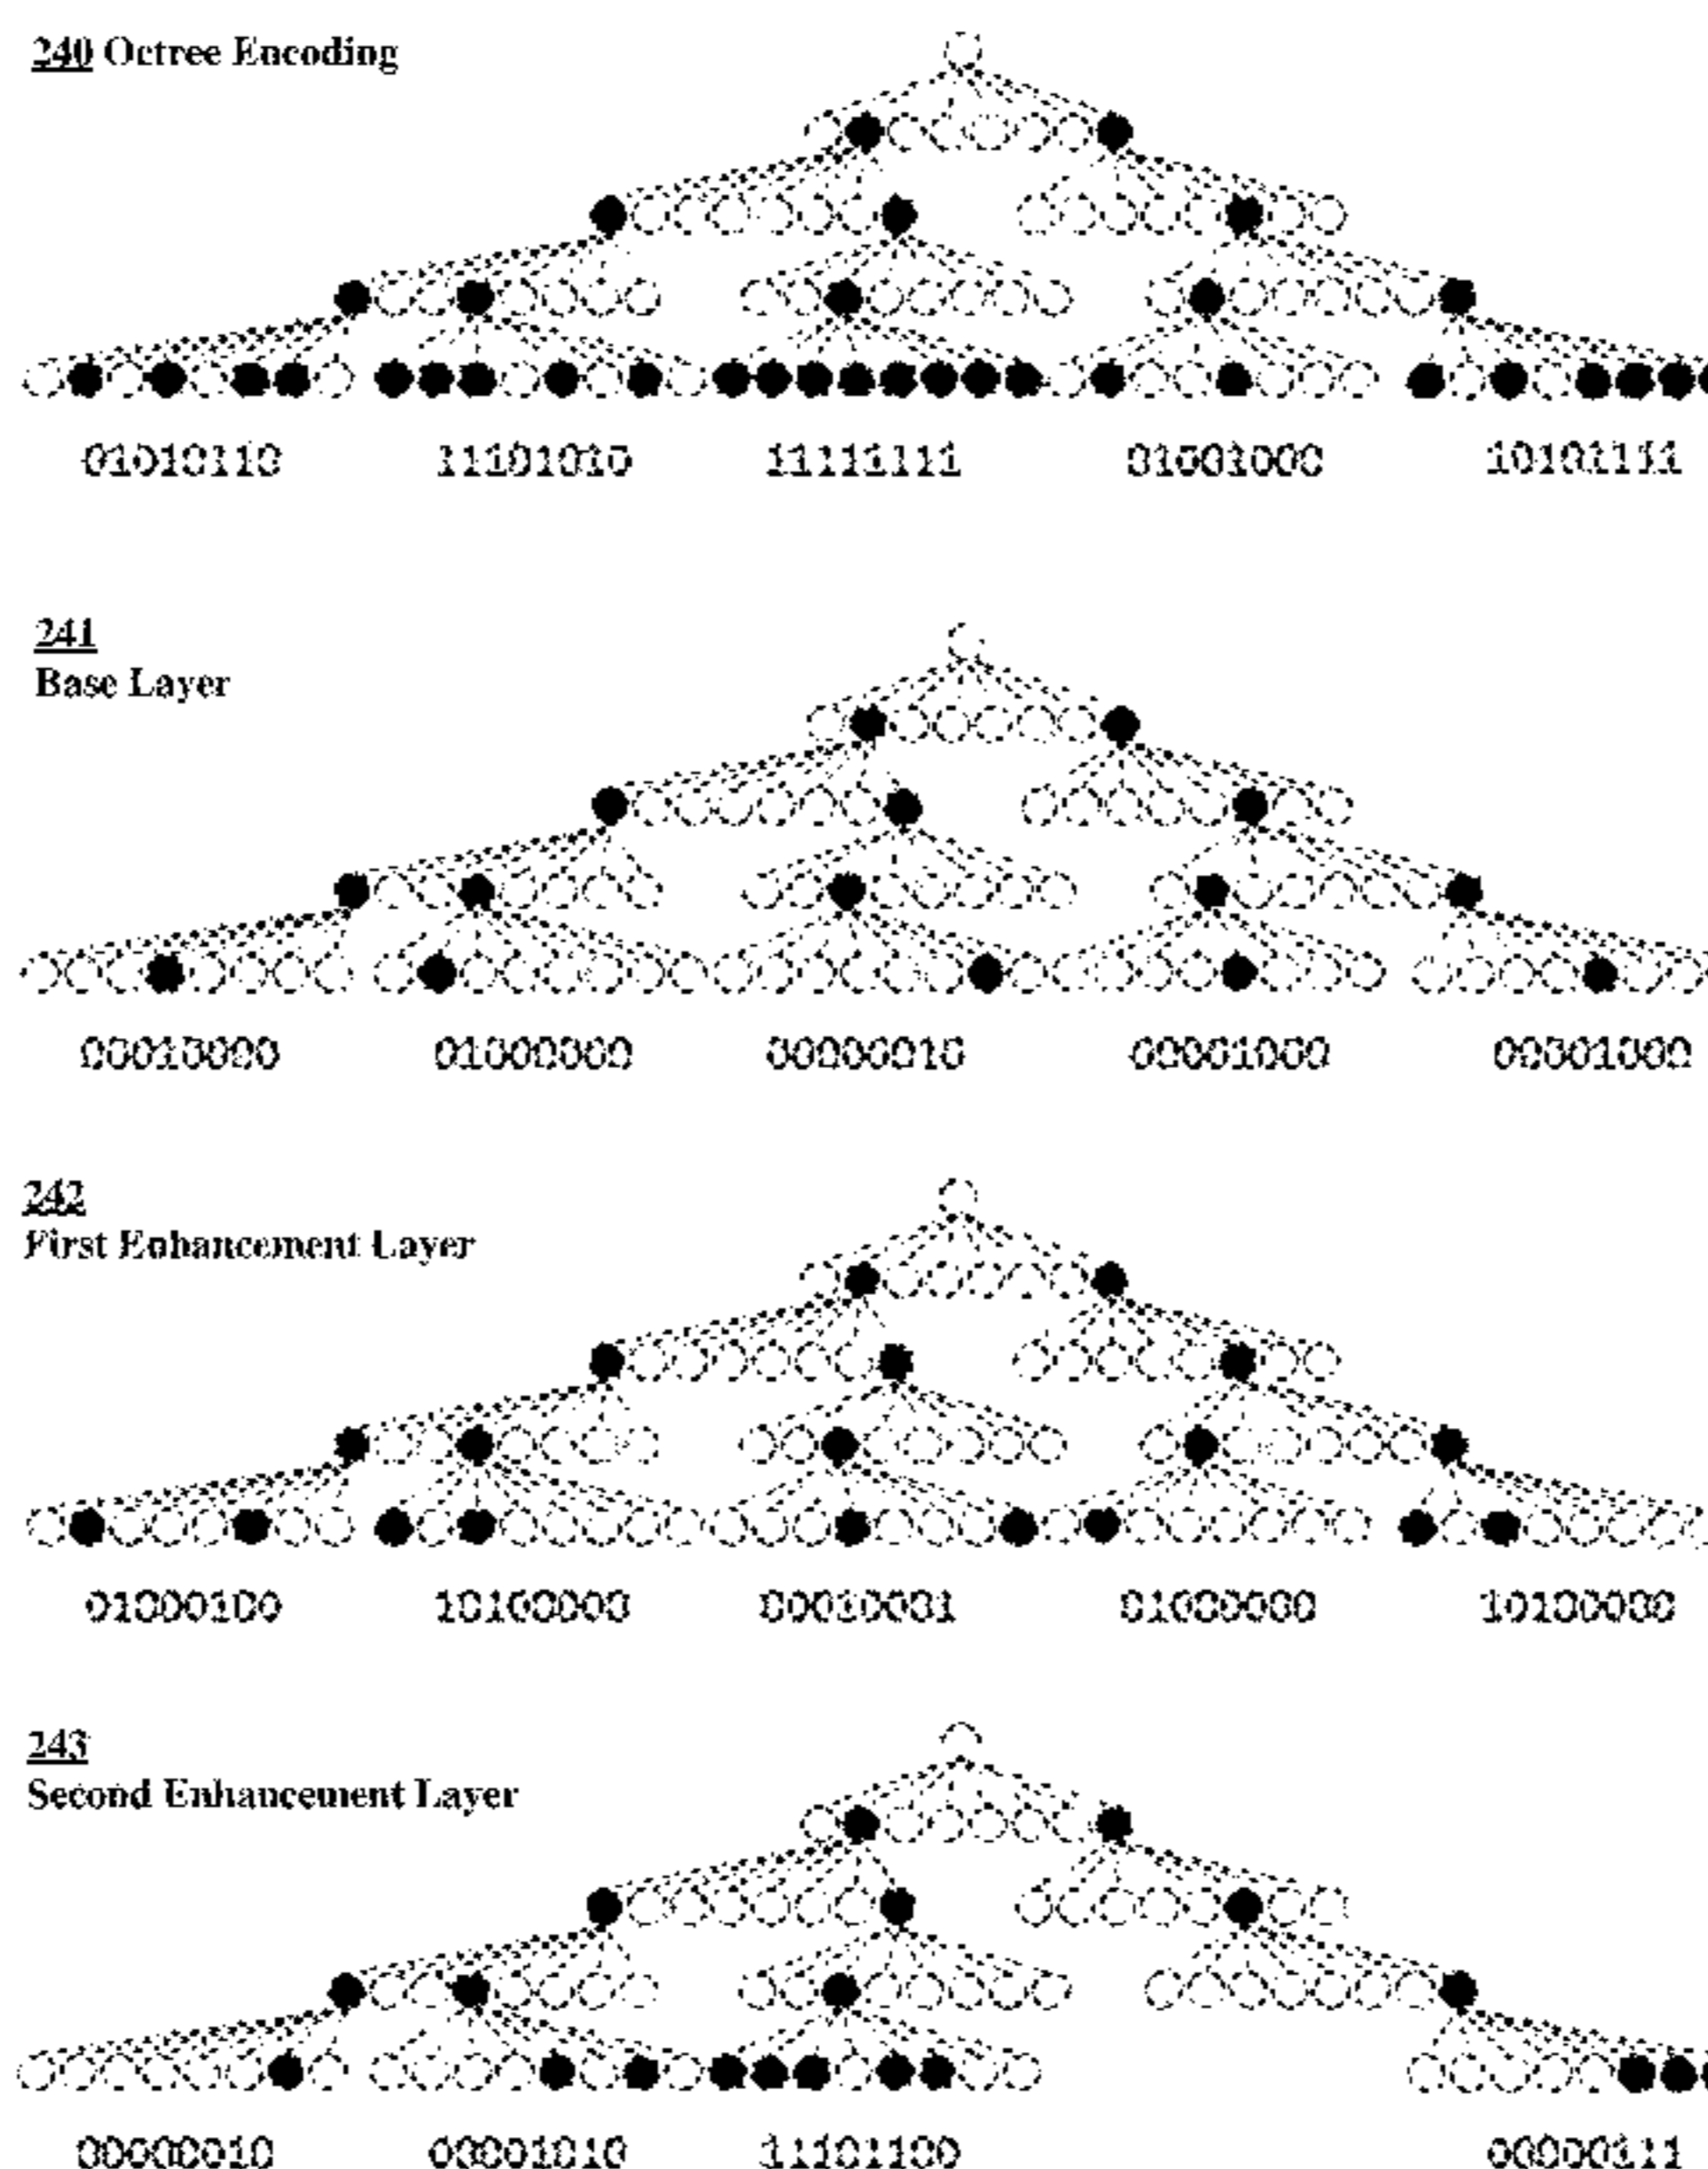 240 Octree Encoding
01010110 11101010 11111111 01001000 10101111
241
Base Layer
00010000 01000000 00000010 00001000 00001000
242
First Enhancement Layer
01000100 10100000 00010001 01000000 10100000
243
Second Enhancement Layer
00000010 00001010 11101100 00000111